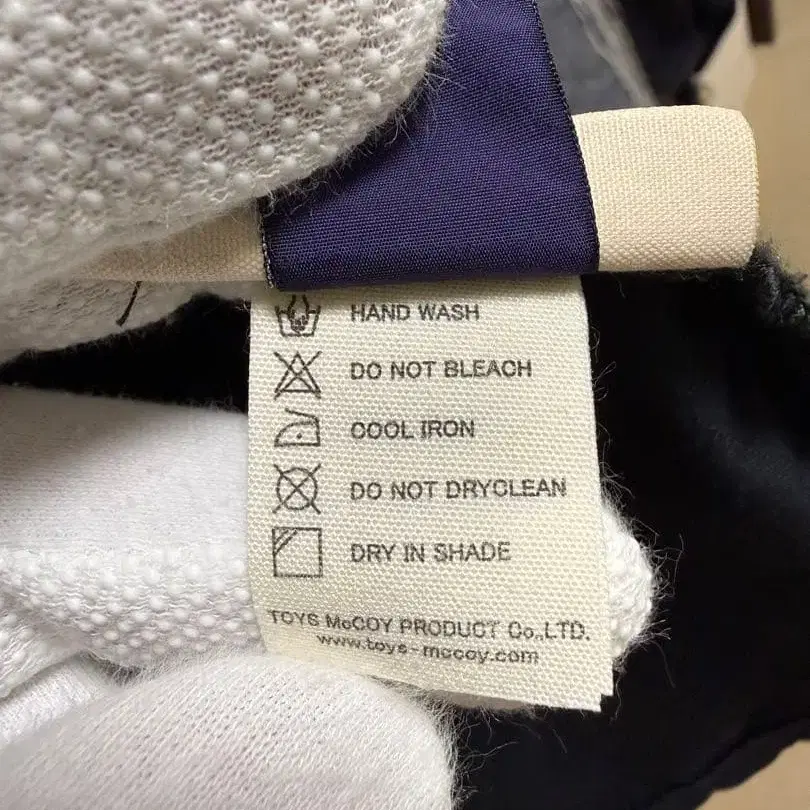 HAND WASH
DO NOT BLEACH
COOL IRON
DO NOT DRYCLEAN
DRY IN SHADE
TOYS McCOY PRODUCT Co.,LTD.
www.toys-mccoy.com